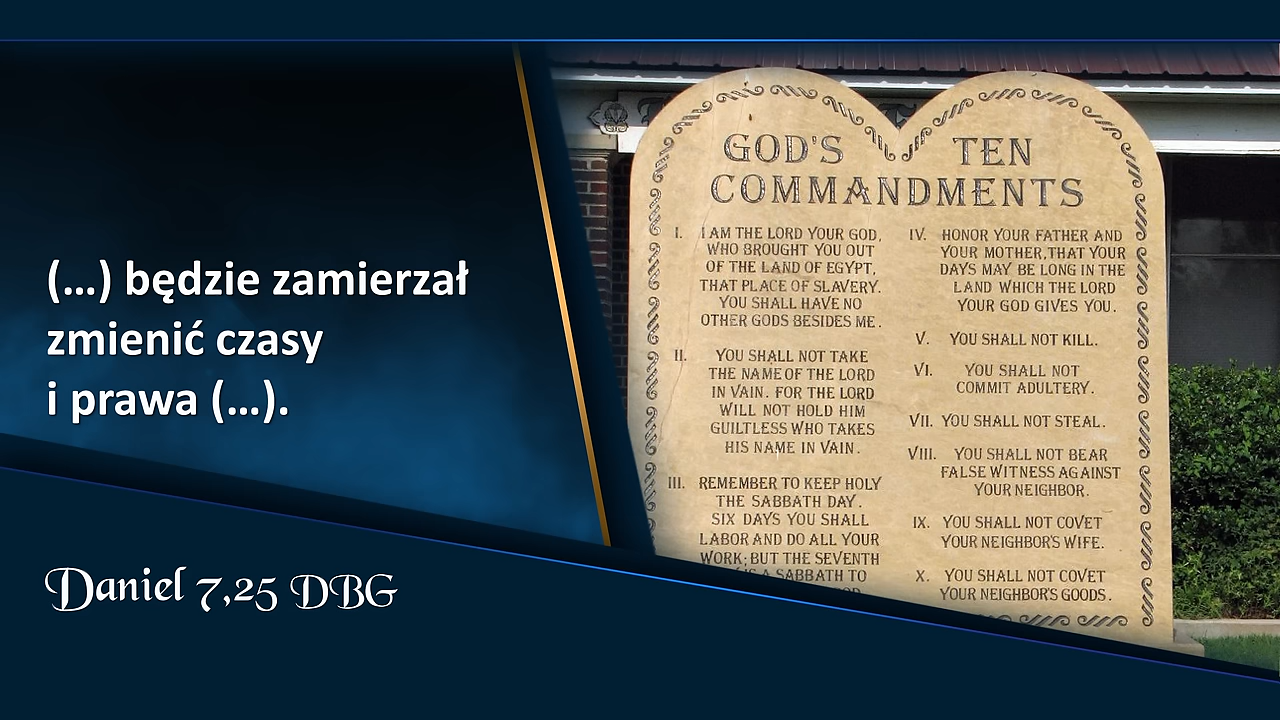 (...) będzie zamierzał
zmienić czasy
i prawa (...).
Daniel 7,25 DBG
GOD'S TEN
COMMANDMENTS
I. I AM THE LORD YOUR GOD,
WHO BROUGHT YOU OUT
OF THE LAND OF EGYPT,
THAT PLACE OF SLAVERY.
YOU SHALL HAVE NO
OTHER GODS BESIDES ME.
II. YOU SHALL NOT TAKE
THE NAME OF THE LORD
IN VAIN. FOR THE LORD
WILL NOT HOLD HIM
GUILTLESS WHO TAKES
HIS NAME IN VAIN.
III. REMEMBER TO KEEP HOLY
THE SABBATH DAY.
SIX DAYS YOU SHALL
LABOR AND DO ALL YOUR
WORK; BUT THE SEVENTH
A SABBATH TO
IV. HONOR YOUR FATHER AND
YOUR MOTHER, THAT YOUR
DAYS MAY BE LONG IN THE
LAND WHICH THE LORD
YOUR GOD GIVES YOU.
V. YOU SHALL NOT KILL.
VI. YOU SHALL NOT
COMMIT ADULTERY.
VII. YOU SHALL NOT STEAL.
VIII. YOU SHALL NOT BEAR
FALSE WITNESS AGAINST
YOUR NEIGHBOR.
IX. YOU SHALL NOT COVET
YOUR NEIGHBOR'S WIFE.
X. YOU SHALL NOT COVET
YOUR NEIGHBOR'S GOODS.